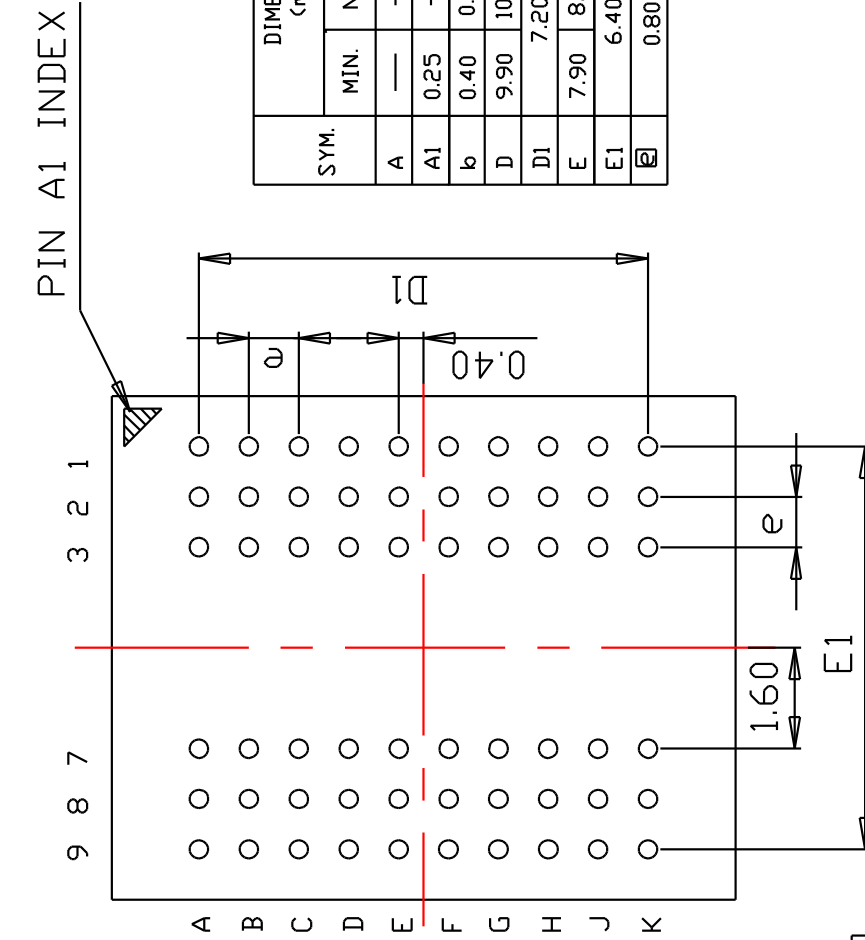 PIN A1 INDEX
SYM.
MIN.
A —
A1 0.25
b 0.40
D 9.90
D1 7.20
E 7.90
E1 6.40
e 0.80
D1
e
0.40
1
2
3
7
8
9
e
1.60
E1
A B C D E F G H J K